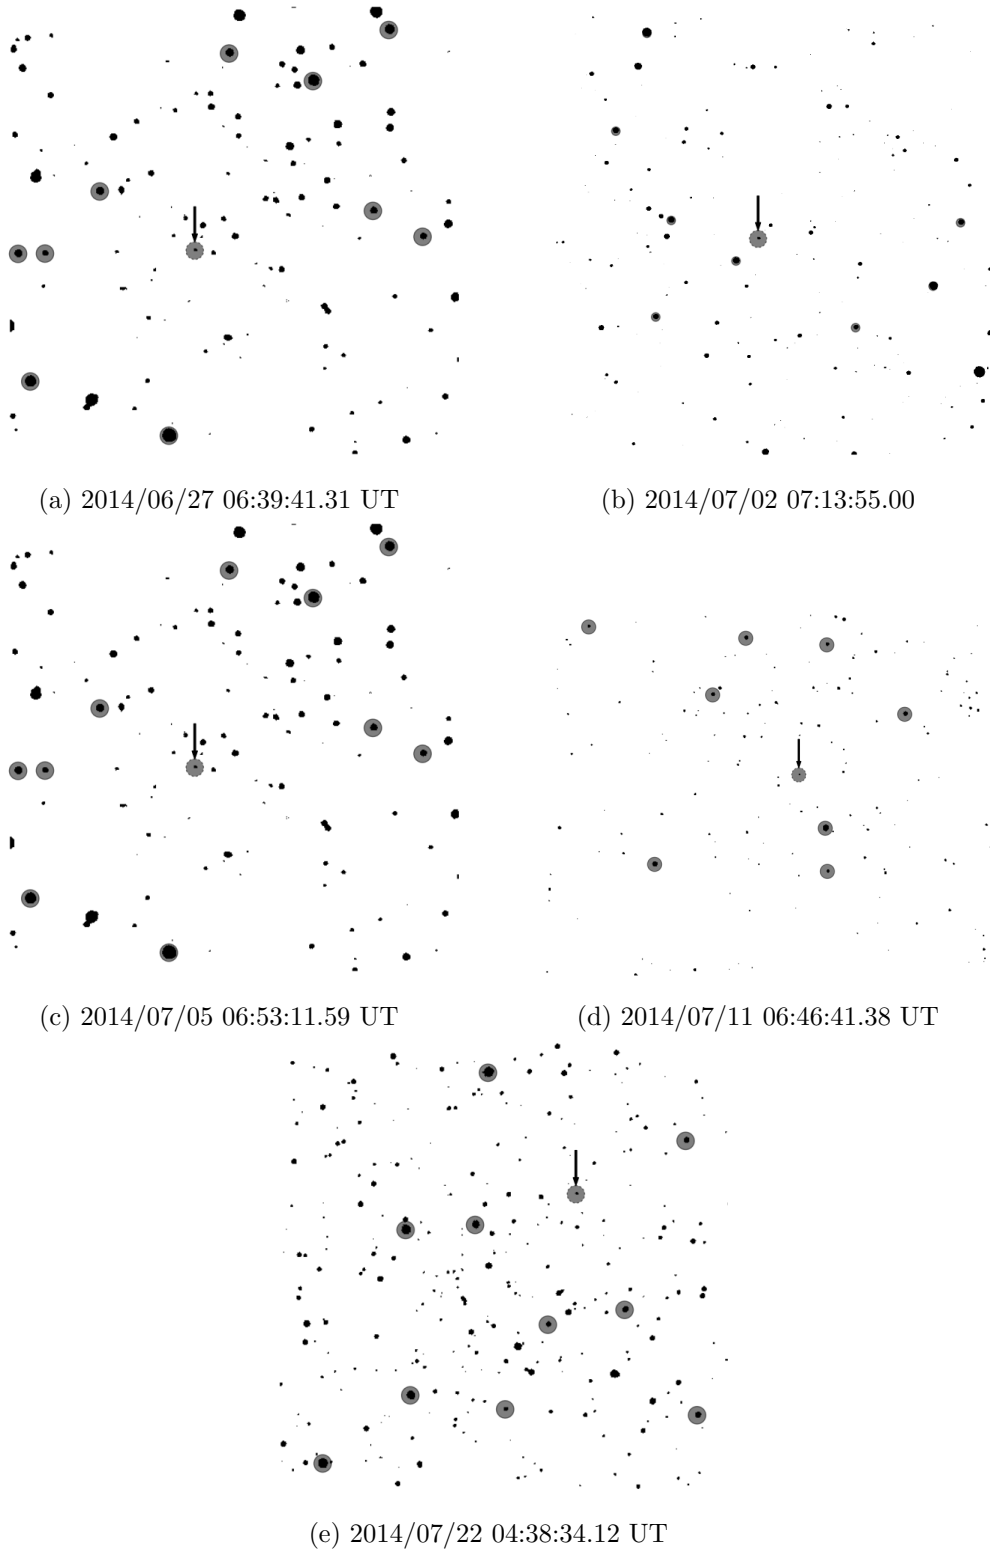 (a) 2014/06/27 06:39:41.31 UT
(b) 2014/07/02 07:13:55.00
(c) 2014/07/05 06:53:11.59 UT
(d) 2014/07/11 06:46:41.38 UT
(e) 2014/07/22 04:38:34.12 UT